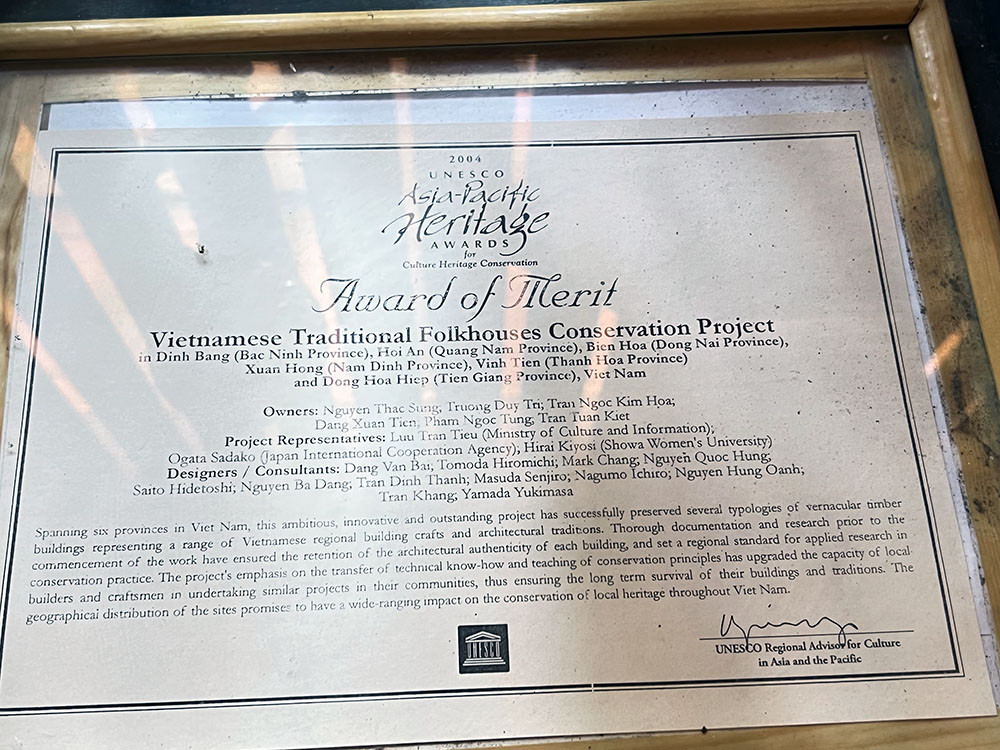 2004
UNESCO
Asia-Pacific
Heritage
AWARDS
for
Culture Heritage Conservation
Award of Merit
Vietnamese Traditional Folkhouses Conservation Project
in Dinh Bang (Bac Ninh Province), Hoi An (Quang Nam Province), Bien Hoa (Dong Nai Province),
Xuan Hong (Nam Dinh Province), Vinh Tien (Thanh Hoa Province)
and Dong Hoa Hiep (Tien Giang Province), Viet Nam
Owners: Nguyen Thac Sung, Truong Duy Tri; Tran Ngoc Kim Hoa;
Dang Xuan Tien, Pham Ngoc Tung, Tran Tuan Kiet
Project Representatives: Luu Tran Tieu (Ministry of Culture and Information);
Ogata Sadako (Japan International Cooperation Agency), Hirai Kiyosi (Showa Women's University)
Designers / Consultants: Dang Van Bai, Tomoda Hiromichi; Mark Chang; Nguyen Quoc Hung;
Saito Hidetoshi; Nguyen Ba Dang; Tran Dinh Thanh; Masuda Senjiro; Nagumo Ichiro; Nguyen Hung Oanh;
Tran Khang; Yamada Yukimasa
Spanning six provinces in Viet Nam, this ambitious, innovative and outstanding project has successfully preserved several typologies of vernacular timber
buildings representing a range of Vietnamese regional building crafts and architectural traditions. Thorough documentation and research prior to the
commencement of the work have ensured the retention of the architectural authenticity of each building, and set a regional standard for applied research in
conservation practice. The project's emphasis on the transfer of technical know-how and teaching of conservation principles has upgraded the capacity of local
builders and craftsmen in undertaking similar projects in their communities, thus ensuring the long term survival of their buildings and traditions. The
geographical distribution of the sites promises to have a wide-ranging impact on the conservation of local heritage throughout Viet Nam.
UNESCO
UNESCO Regional Advisor for Culture
in Asia and the Pacific